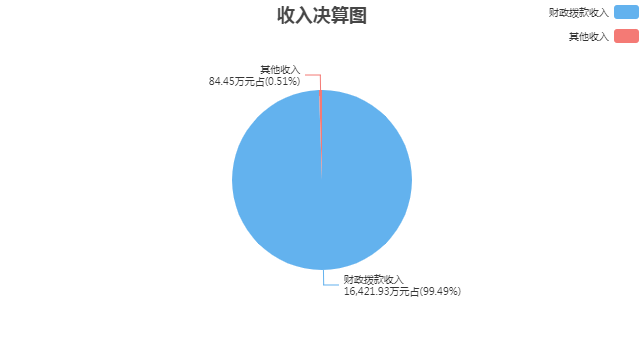 收入决算图
财政拨款收入
其他收入
其他收入
84.45万元占(0.51%)
财政拨款收入
16,421.93万元占(99.49%)